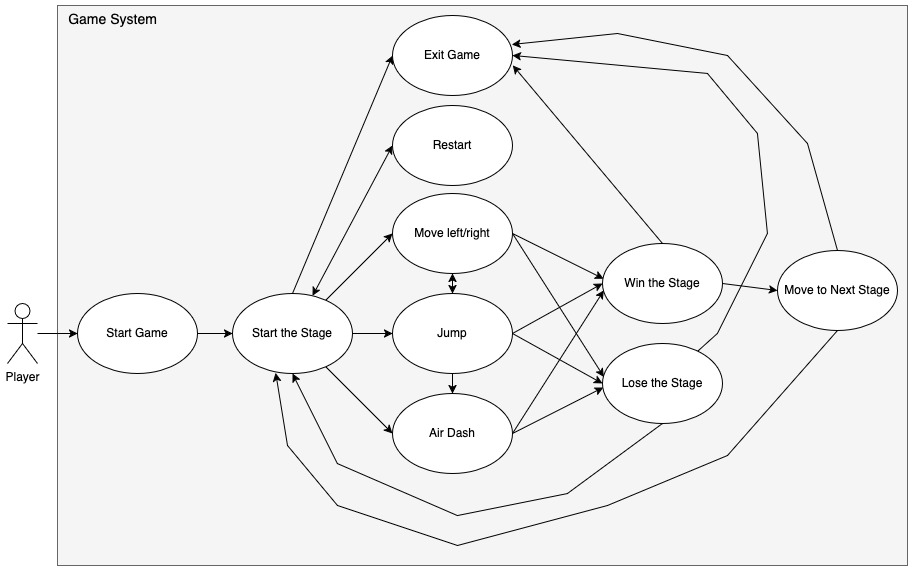 Game System
Exit Game
Restart
Move left/right
Win the Stage
Move to Next Stage
Start Game
Start the Stage
Jump
Player
Lose the Stage
Air Dash